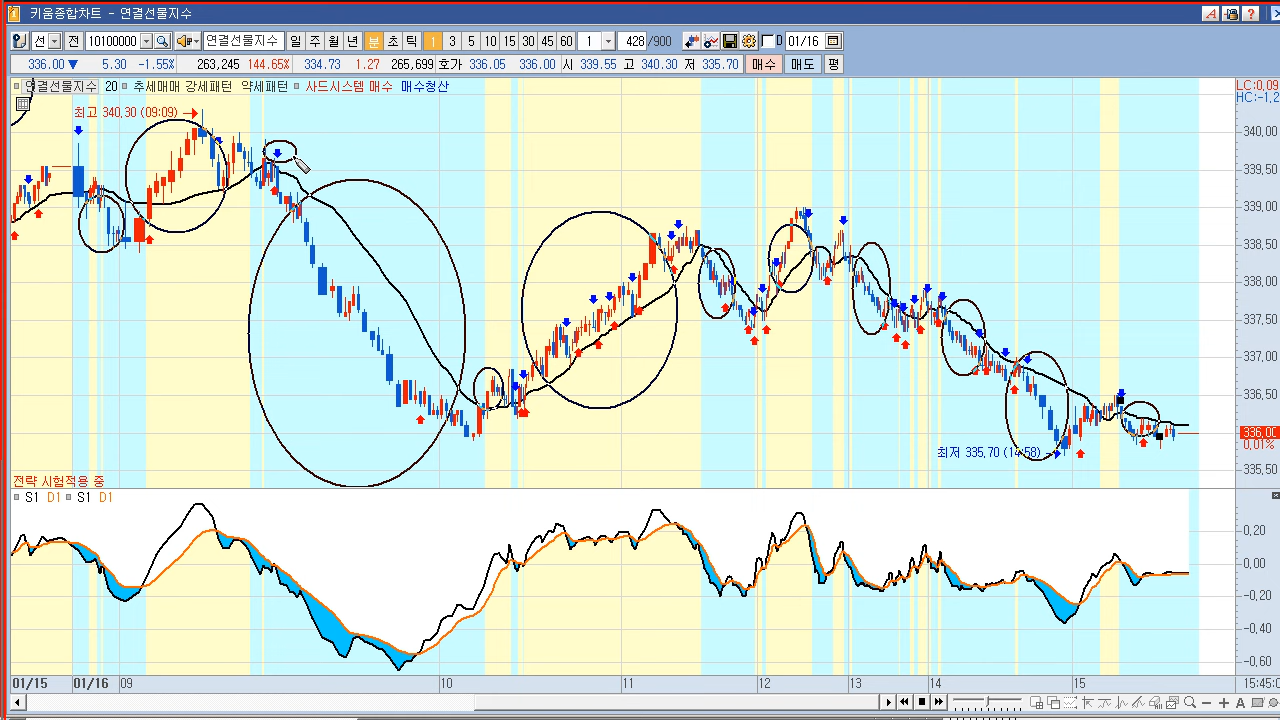 키움종합차트 - 연결선물지수
A ?
선 전 10100000 연결선물지수 일 주 월 년 분 초 틱 1 3 5 10 15 30 45 60 1 428 /900 D 01/16
336.00 ▼ 5.30 -1.55% 263,245 144.65% 334.73 1.27 265,699 호가 336.05 336.00 시 339.55 고 340.30 저 335.70 매수 매도 평
연결선물지수 20 추세매매 강세패턴 약세패턴 사드시스템 매수 매수청산
LC:0,09
HC:-1,2
최고 340,30 (09:09)
340,00
339,50
339,00
338,50
338,00
337,50
337,00
336,50
336,00
0,01%
335,50
최저 335,70 (14:58)
전략 시험적용 중
S1 D1 S1 D1
0,20
0,00
-0,20
-0,40
-0,60
01/15 01/16 09 10 11 12 13 14 15 15:45:0
A